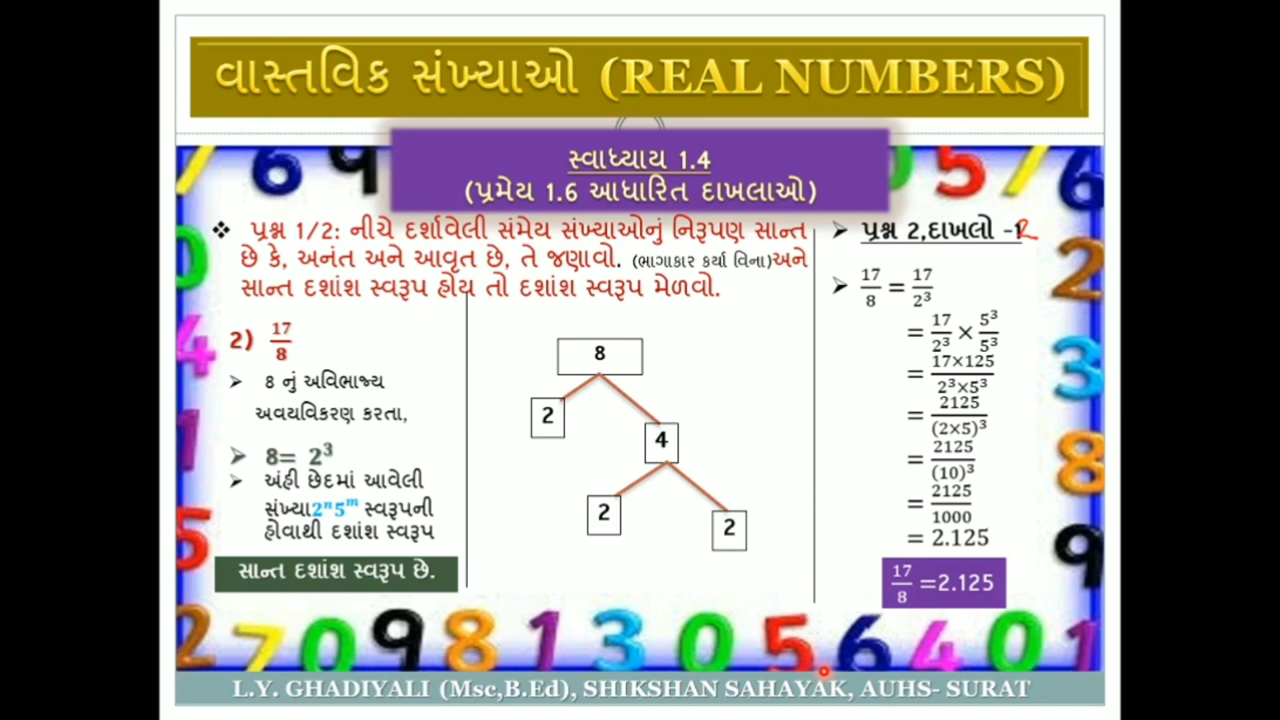 વાસ્તવિક સંખ્યાઓ (REAL NUMBERS)
સ્વાધ્યાય 1.4
(પ્રમેય 1.6 આધારિત દાખલાઓ)
❖ પ્રશ્ન 1/2: નીચે દર્શાવેલી સંમેય સંખ્યાઓનું નિરૂપણ સાન્ત
છે કે, અનંત અને આવૃત છે, તે જણાવો. (ભાગાકાર કર્યા વિના)અને
સાન્ત દશાંશ સ્વરૂપ હોય તો દશાંશ સ્વરૂપ મેળવો.
2) 17/8
➢ 8 નું અવિભાજ્ય
અવયવિકરણ કરતા,
➢ 8= 2³
➢ અંહી છેદમાં આવેલી
સંખ્યા2ⁿ5ᵐ સ્વરૂપની
હોવાથી દશાંશ સ્વરૂપ
સાન્ત દશાંશ સ્વરૂપ છે.
8
2
4
2
2
➢ પ્રશ્ન 2,દાખલો -2
➢ 17/8 = 17/2³
= 17/2³ × 5³/5³
= 17×125/2³×5³
= 2125/(2×5)³
= 2125/(10)³
= 2125/1000
= 2.125
17/8 =2.125
L.Y. GHADIYALI (Msc,B.Ed), SHIKSHAN SAHAYAK, AUHS- SURAT